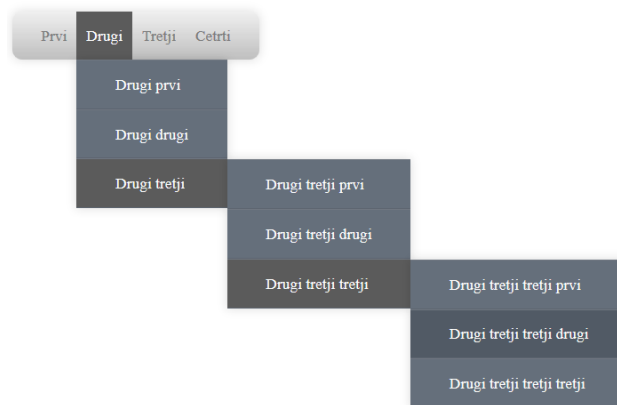 Prvi Drugi Tretji Cetrti
Drugi prvi
Drugi drugi
Drugi tretji
Drugi tretji prvi
Drugi tretji drugi
Drugi tretji tretji
Drugi tretji tretji prvi
Drugi tretji tretji drugi
Drugi tretji tretji tretji